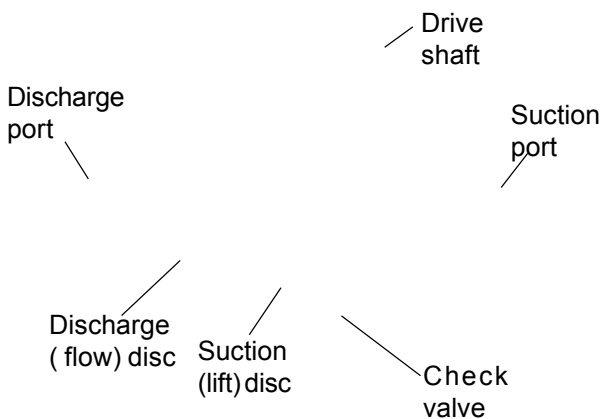 Drive
shaft
Discharge
port
Suction
port
Discharge
( flow) disc
Suction
(lift) disc
Check
valve